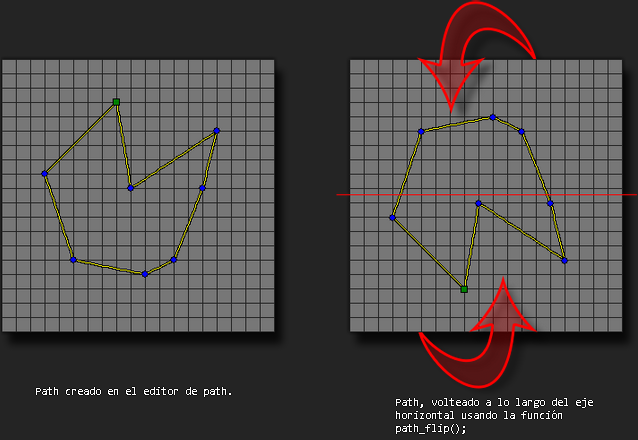 Path creado en el editor de path.
Path, volteado a lo largo del eje
horizontal usando la función
path_flip();